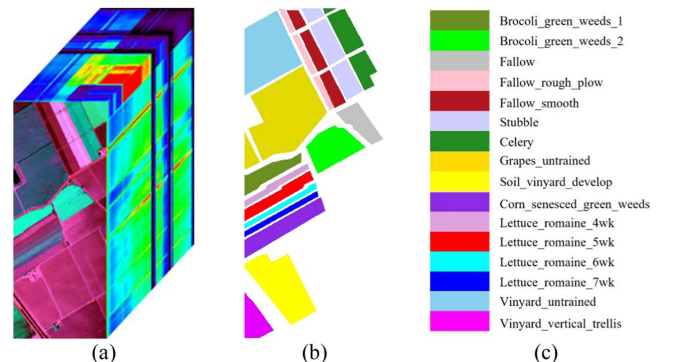 Brocoli_green_weeds_1
Brocoli_green_weeds_2
Fallow
Fallow_rough_plow
Fallow_smooth
Stubble
Celery
Grapes_untrained
Soil_vinyard_develop
Corn_senesced_green_weeds
Lettuce_romaine_4wk
Lettuce_romaine_5wk
Lettuce_romaine_6wk
Lettuce_romaine_7wk
Vinyard_untrained
Vinyard_vertical_trellis
(a) (b) (c)